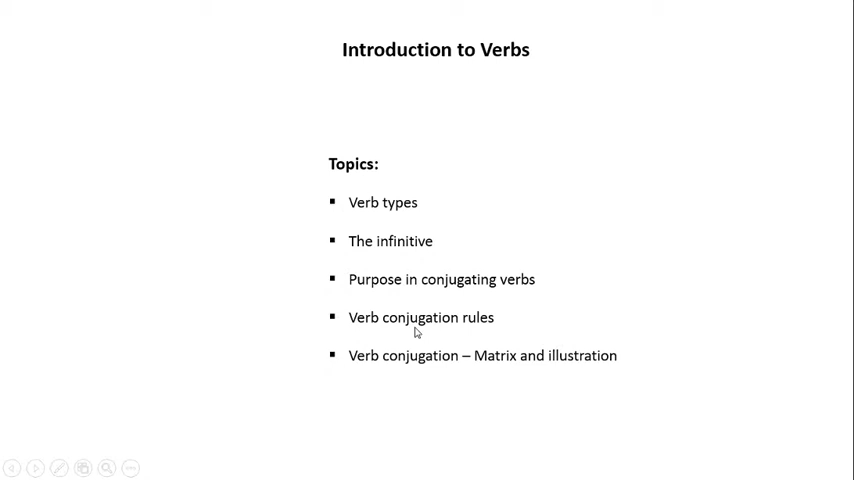 Introduction to Verbs
Topics:
▪ Verb types
▪ The infinitive
▪ Purpose in conjugating verbs
▪ Verb conjugation rules
▪ Verb conjugation – Matrix and illustration